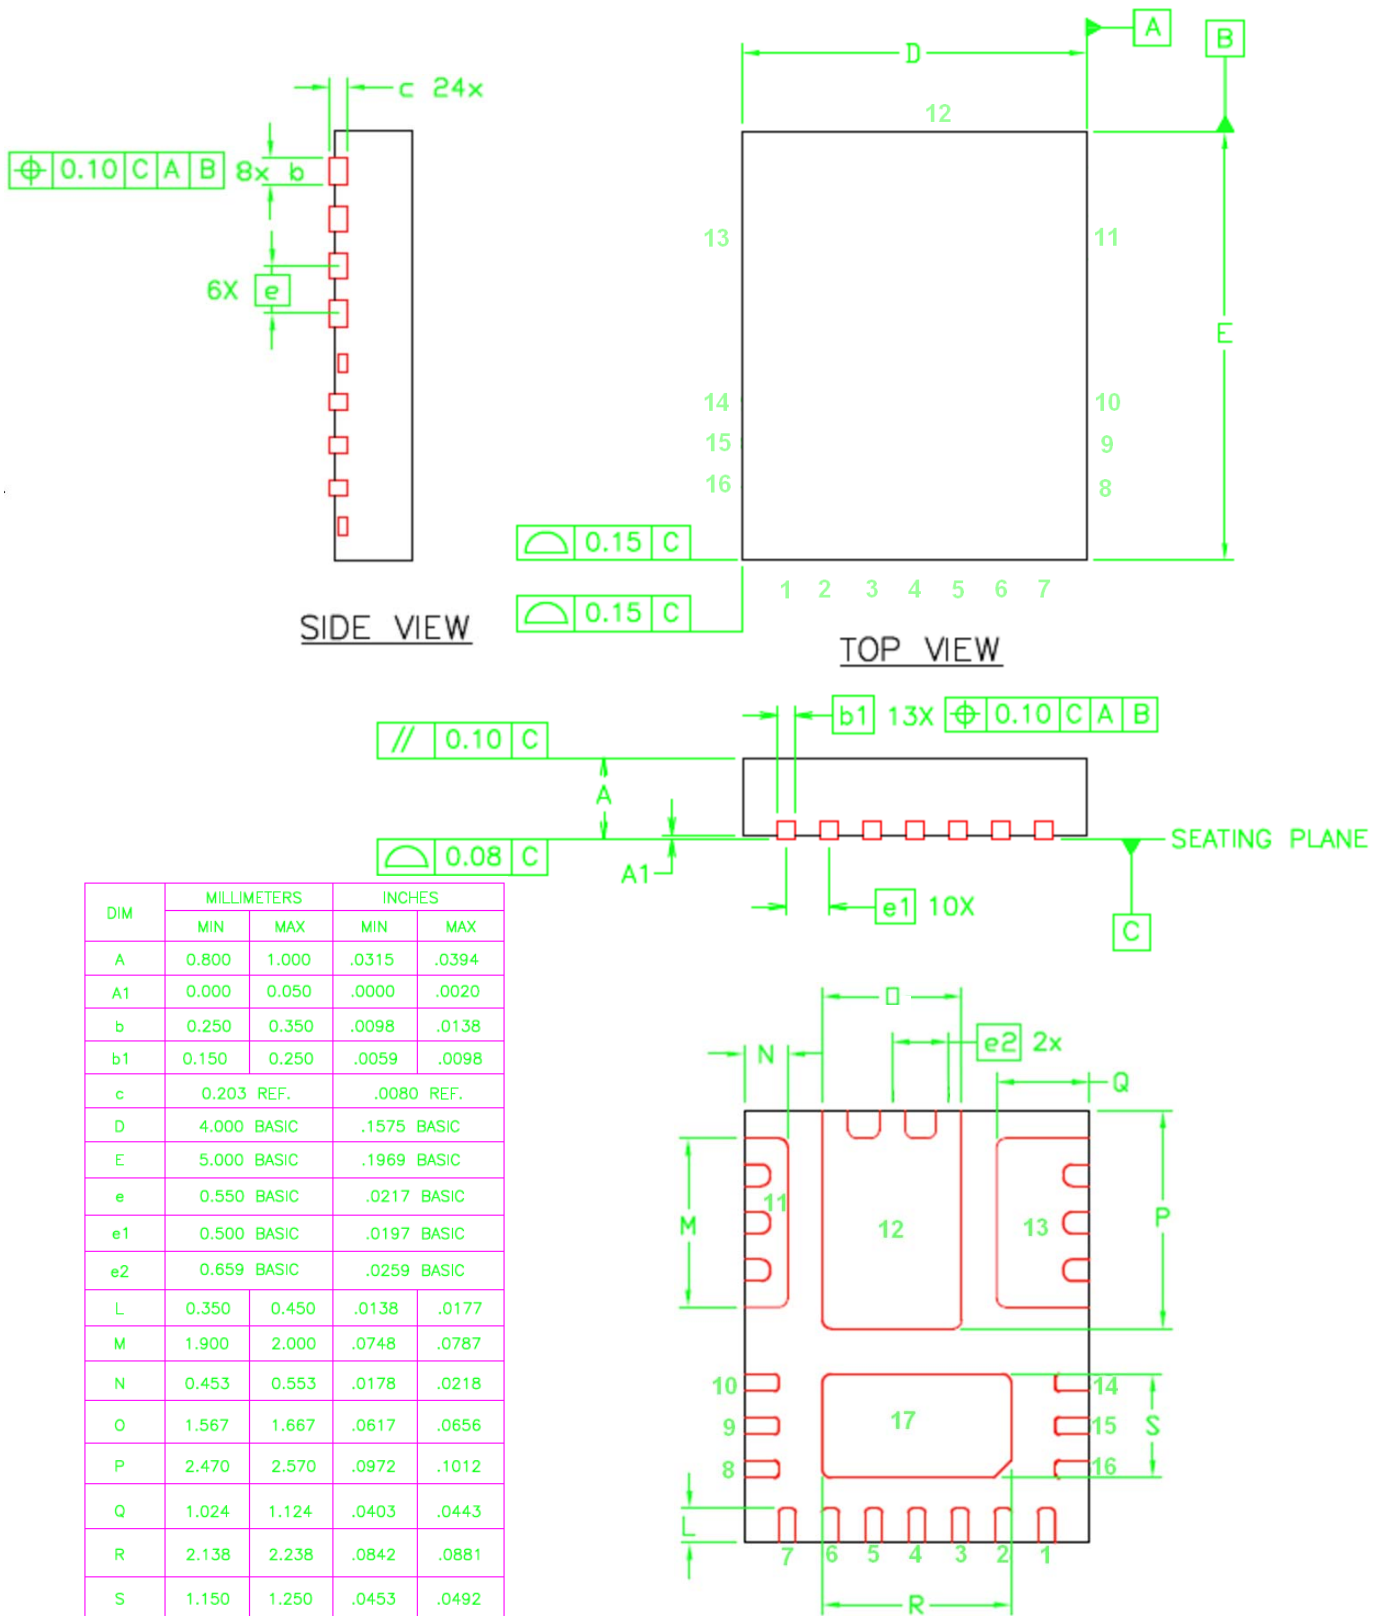 A
B
D
c 24x
12
0.10 C A B 8x b
13 11
6X e
E
14 10
15 9
16 8
0.15 C
1 2 3 4 5 6 7
0.15 C
SIDE VIEW
TOP VIEW
b1 13X 0.10 C A B
// 0.10 C
A
SEATING PLANE
0.08 C
A1
e1 10X
C
DIM MILLIMETERS INCHES
MIN MAX MIN MAX
A 0.800 1.000 .0315 .0394
A1 0.000 0.050 .0000 .0020
b 0.250 0.350 .0098 .0138
b1 0.150 0.250 .0059 .0098
c 0.203 REF. .0080 REF.
D 4.000 BASIC .1575 BASIC
E 5.000 BASIC .1969 BASIC
e 0.550 BASIC .0217 BASIC
e1 0.500 BASIC .0197 BASIC
e2 0.659 BASIC .0259 BASIC
L 0.350 0.450 .0138 .0177
M 1.900 2.000 .0748 .0787
N 0.453 0.553 .0178 .0218
O 1.567 1.667 .0617 .0656
P 2.470 2.570 .0972 .1012
Q 1.024 1.124 .0403 .0443
R 2.138 2.238 .0842 .0881
S 1.150 1.250 .0453 .0492
O
N e2 2x
Q
11
M 12 13 P
10 14
9 17 15 S
8 16
L
7 6 5 4 3 2 1
R